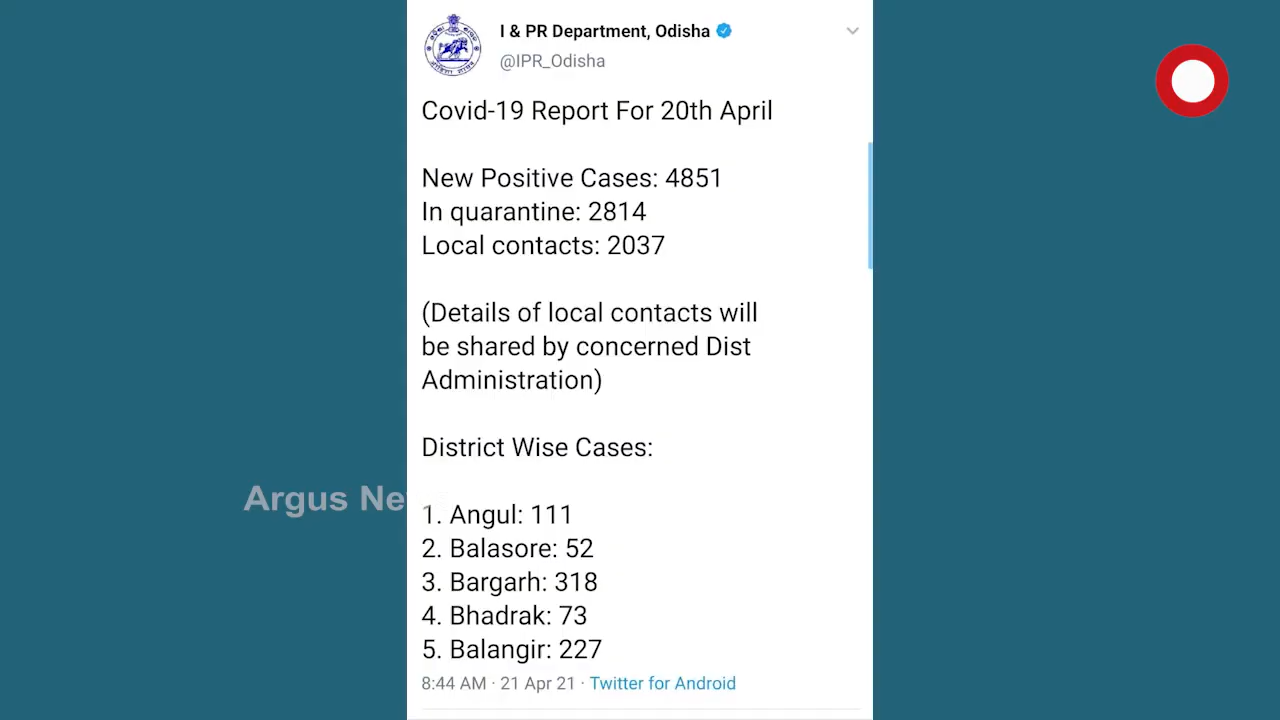 I & PR Department, Odisha
@IPR_Odisha
Covid-19 Report For 20th April
New Positive Cases: 4851
In quarantine: 2814
Local contacts: 2037
(Details of local contacts will
be shared by concerned Dist
Administration)
District Wise Cases:
Argus Ne
1. Angul: 111
2. Balasore: 52
3. Bargarh: 318
4. Bhadrak: 73
5. Balangir: 227
8:44 AM · 21 Apr 21 · Twitter for Android